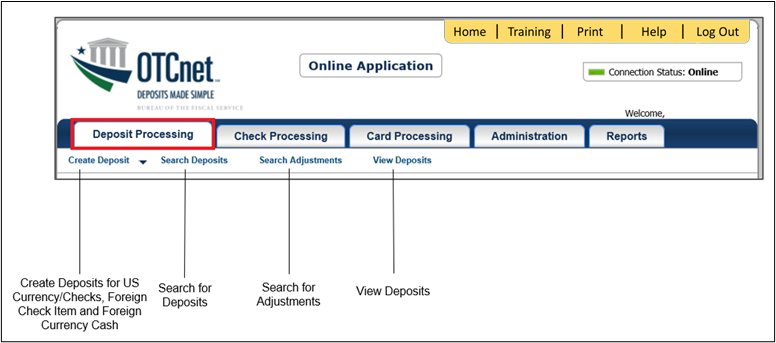 Home | Training | Print | Help | Log Out
OTCnet
DEPOSITS MADE SIMPLE
BUREAU OF THE FISCAL SERVICE
Online Application
Connection Status: Online
Welcome,
Deposit Processing Check Processing Card Processing Administration Reports
Create Deposit Search Deposits Search Adjustments View Deposits
Create Deposits for US
Currency/Checks, Foreign
Check Item and Foreign
Currency Cash
Search for
Deposits
Search for
Adjustments
View Deposits